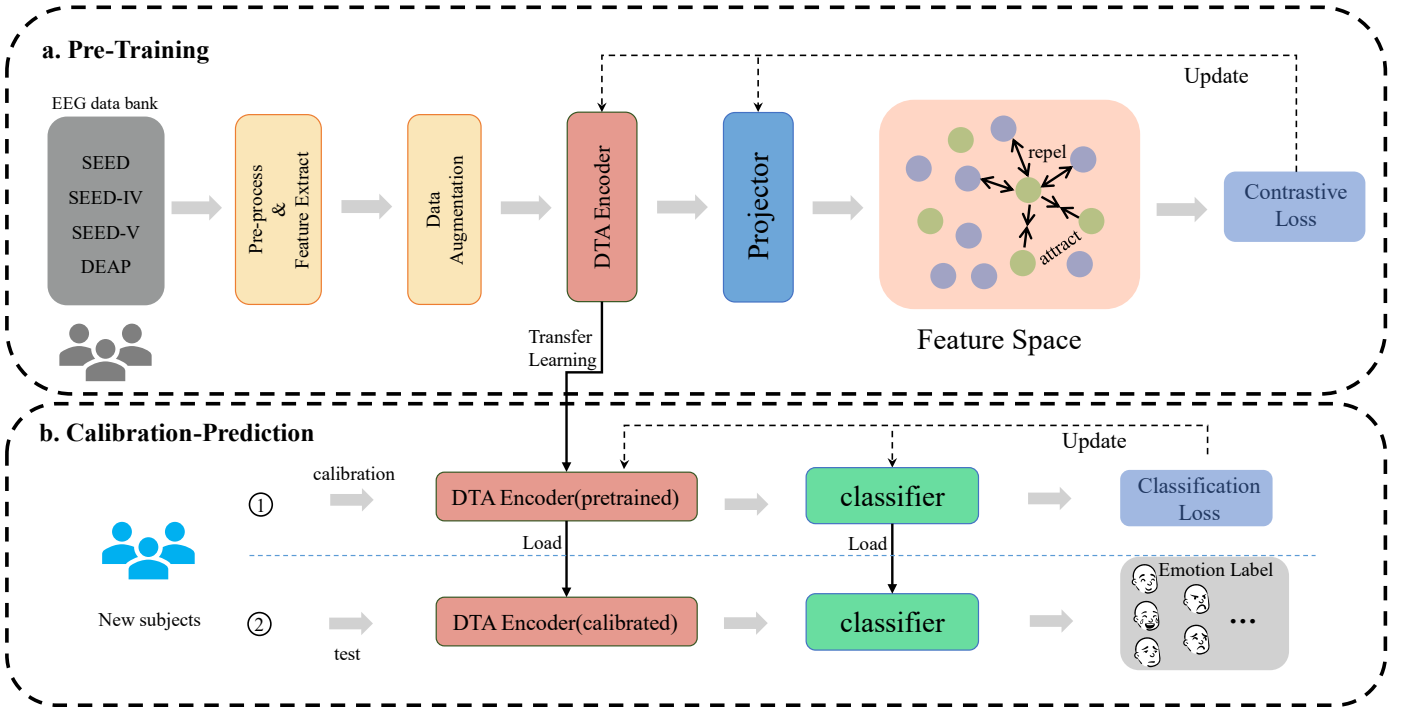 a. Pre-Training
EEG data bank
SEED
SEED-IV
SEED-V
DEAP
Pre-process
&
Feature Extract
Data
Augmentation
DTA Encoder
Projector
repel
attract
Feature Space
Update
Contrastive
Loss
Transfer
Learning
b. Calibration-Prediction
New subjects
1
calibration
DTA Encoder(pretrained)
classifier
Update
Classification
Loss
Load
Load
2
test
DTA Encoder(calibrated)
classifier
Emotion Label
...